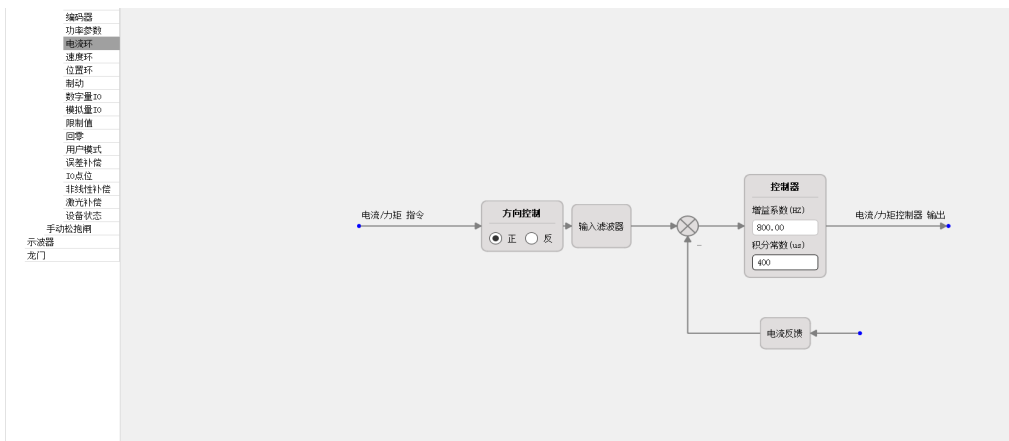 编码器
功率参数
电流环
速度环
位置环
制动
数字量IO
模拟量IO
限制值
回零
用户模式
误差补偿
IO点位
非线性补偿
激光补偿
设备状态
手动松抱闸
示波器
龙门
电流/力矩 指令
方向控制
正 反
输入滤波器
-
控制器
增益系数(HZ)
800.00
积分常数(us)
400
电流/力矩控制器 输出
电流反馈